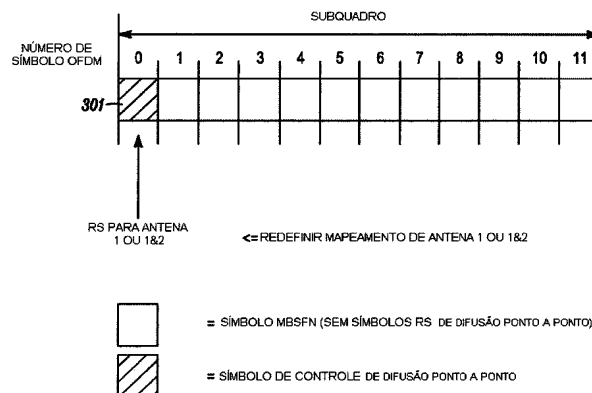 SUBQUADRO
NÚMERO DE
SÍMBOLO OFDM
0 1 2 3 4 5 6 7 8 9 10 11
301
RS PARA ANTENA
1 OU 1&2
<= REDEFINIR MAPEAMENTO DE ANTENA 1 OU 1&2
= SÍMBOLO MBSFN (SEM SÍMBOLOS RS DE DIFUSÃO PONTO A PONTO)
= SÍMBOLO DE CONTROLE DE DIFUSÃO PONTO A PONTO